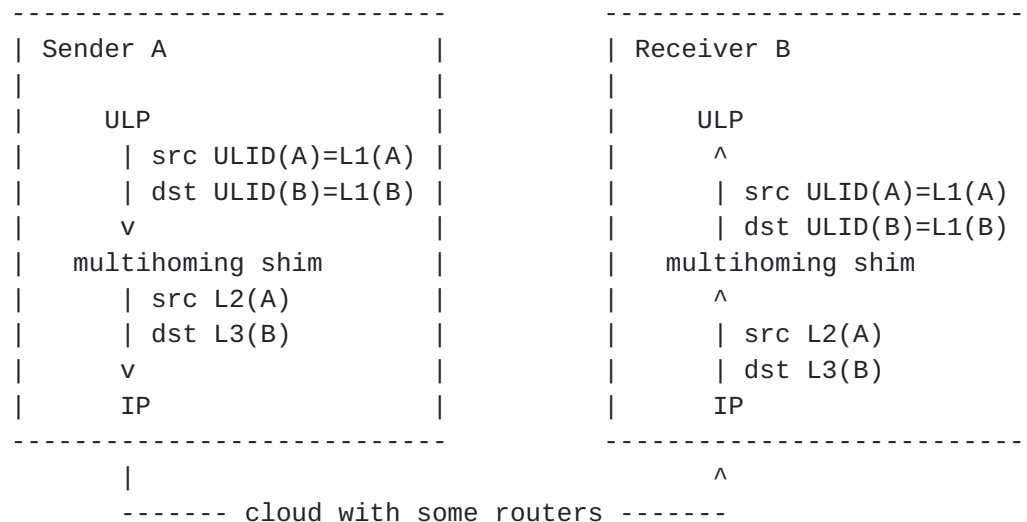 ----------------------------          ----------------------------
| Sender A                 |          | Receiver B
|                          |          |
|     ULP                  |          |     ULP
|      | src ULID(A)=L1(A) |          |      ^
|      | dst ULID(B)=L1(B) |          |      | src ULID(A)=L1(A)
|      v                   |          |      | dst ULID(B)=L1(B)
|   multihoming shim       |          |   multihoming shim
|      | src L2(A)         |          |      ^
|      | dst L3(B)         |          |      | src L2(A)
|      v                   |          |      | dst L3(B)
|      IP                  |          |      IP
----------------------------          ----------------------------
       |                                     ^
       ------- cloud with some routers -------